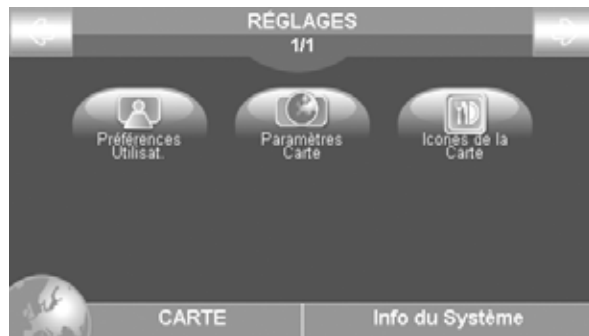 RÉGLAGES
1/1
Préférences
Utilisat.
Paramètres
Carte
Icones de la
Carte
CARTE
Info du Système